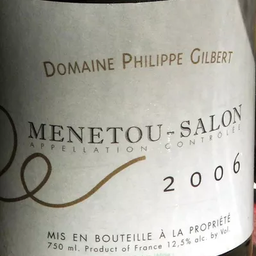 DOMAINE PHILIPPE GILBERT
MENETOU-SALON
APPELLATION CONTRÔLÉE
2006
MIS EN BOUTEILLE À LA PROPRIÉTÉ
750 ml. Product of France 12,5% alc. by vol.